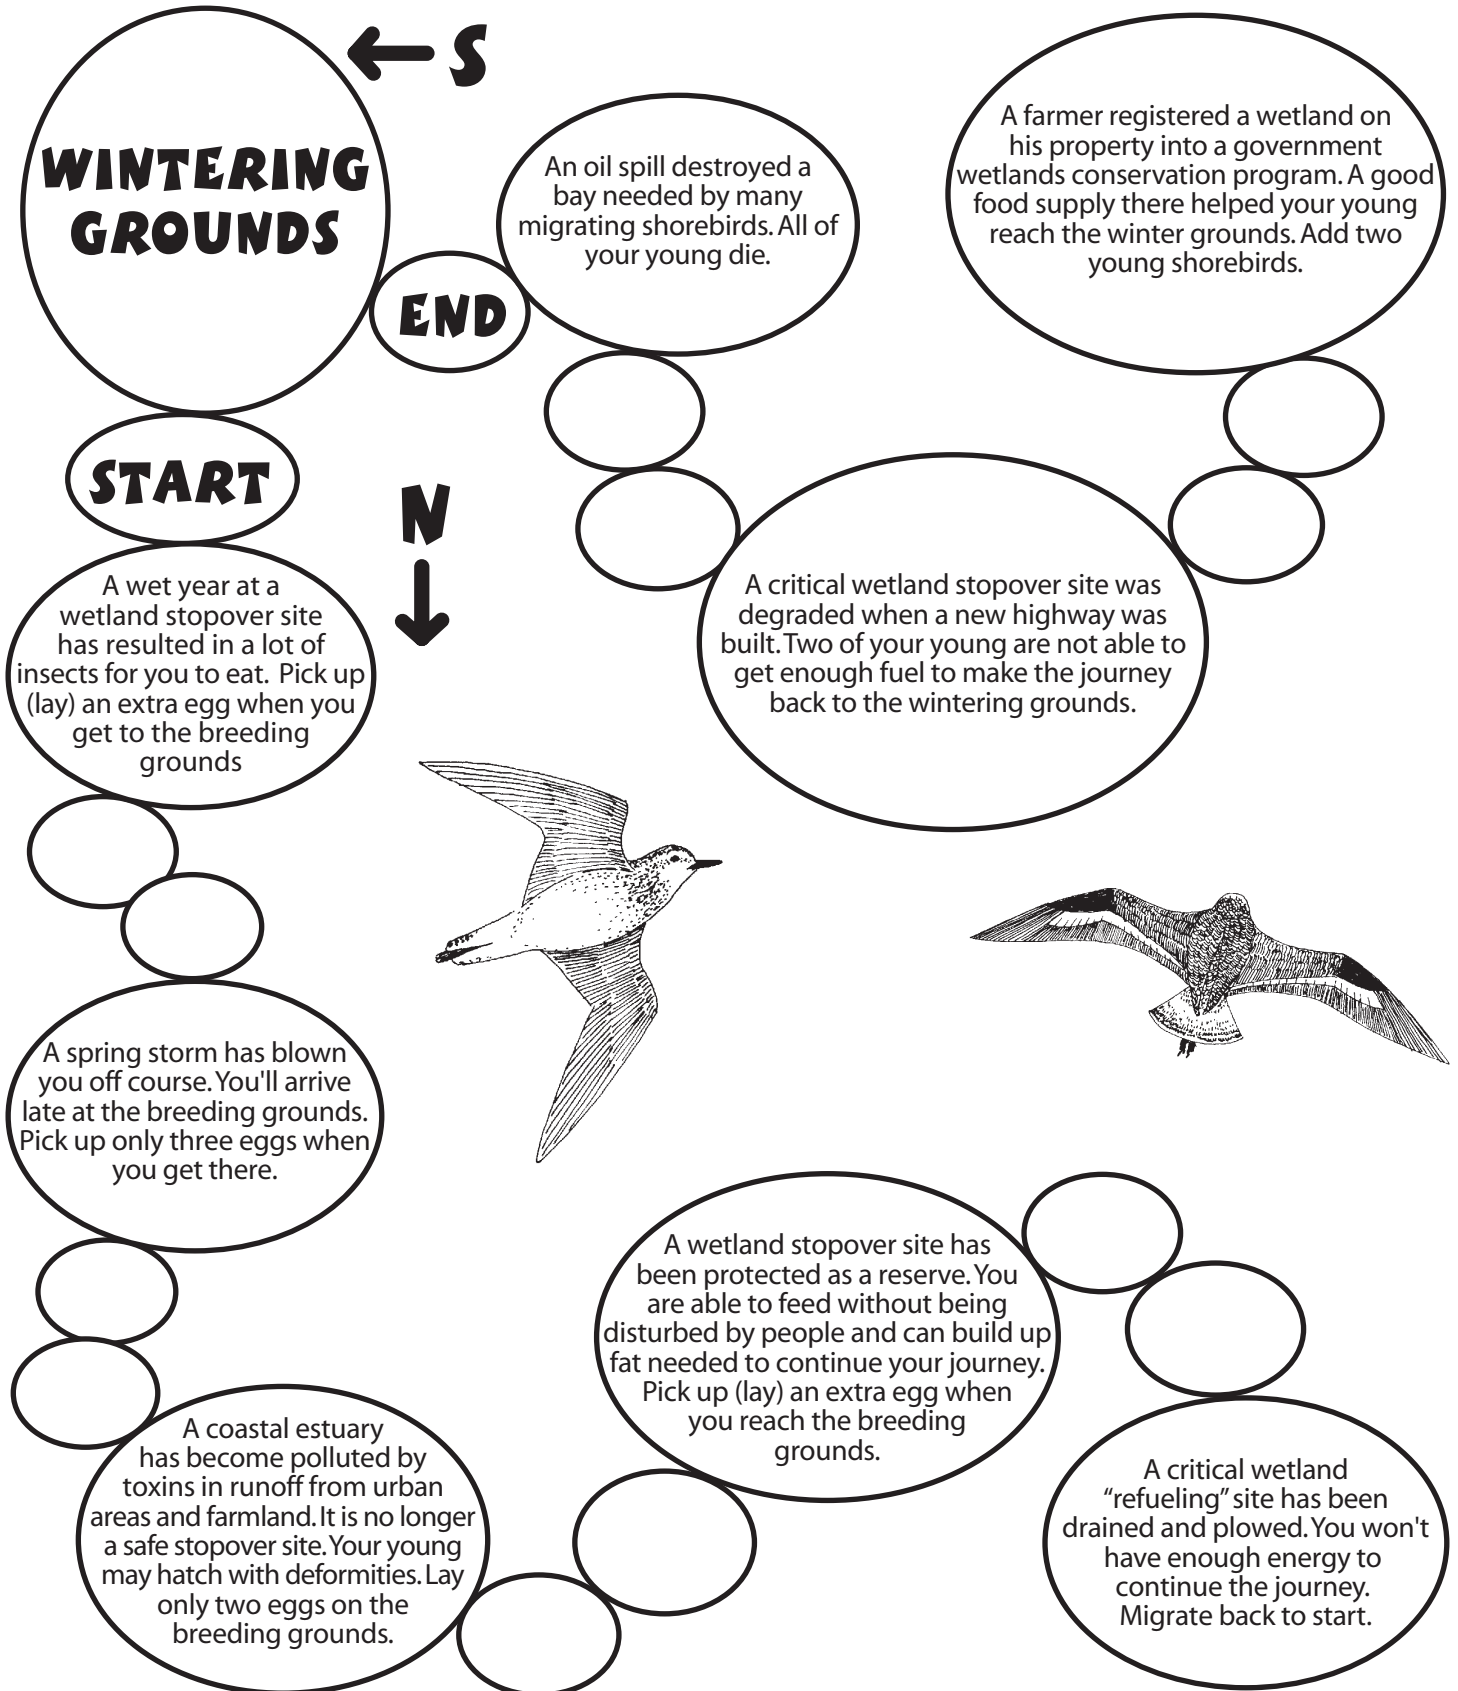 WINTERING
GROUNDS
S
END
START
N
A wet year at a
wetland stopover site
has resulted in a lot of
insects for you to eat.  Pick up
(lay) an extra egg when you
get to the breeding
grounds
A spring storm has blown
you off course. You'll arrive
late at the breeding grounds.
Pick up only three eggs when
you get there.
A coastal estuary
has become polluted by
toxins in runoff from urban
areas and farmland. It is no longer
a safe stopover site. Your young
may hatch with deformities. Lay
only two eggs on the
breeding grounds.
A wetland stopover site has
been protected as a reserve. You
are able to feed without being
disturbed by people and can build up
fat needed to continue your journey.
Pick up (lay) an extra egg when
you reach the breeding
grounds.
A critical wetland
“refueling” site has been
drained and plowed. You won't
have enough energy to
continue the journey.
Migrate back to start.
A farmer registered a wetland on
his property into a government
wetlands conservation program. A good
food supply there helped your young
reach the winter grounds. Add two
young shorebirds.
A critical wetland stopover site was
degraded when a new highway was
built. Two of your young are not able to
get enough fuel to make the journey
back to the wintering grounds.
An oil spill destroyed a
bay needed by many
migrating shorebirds. All of
your young die.